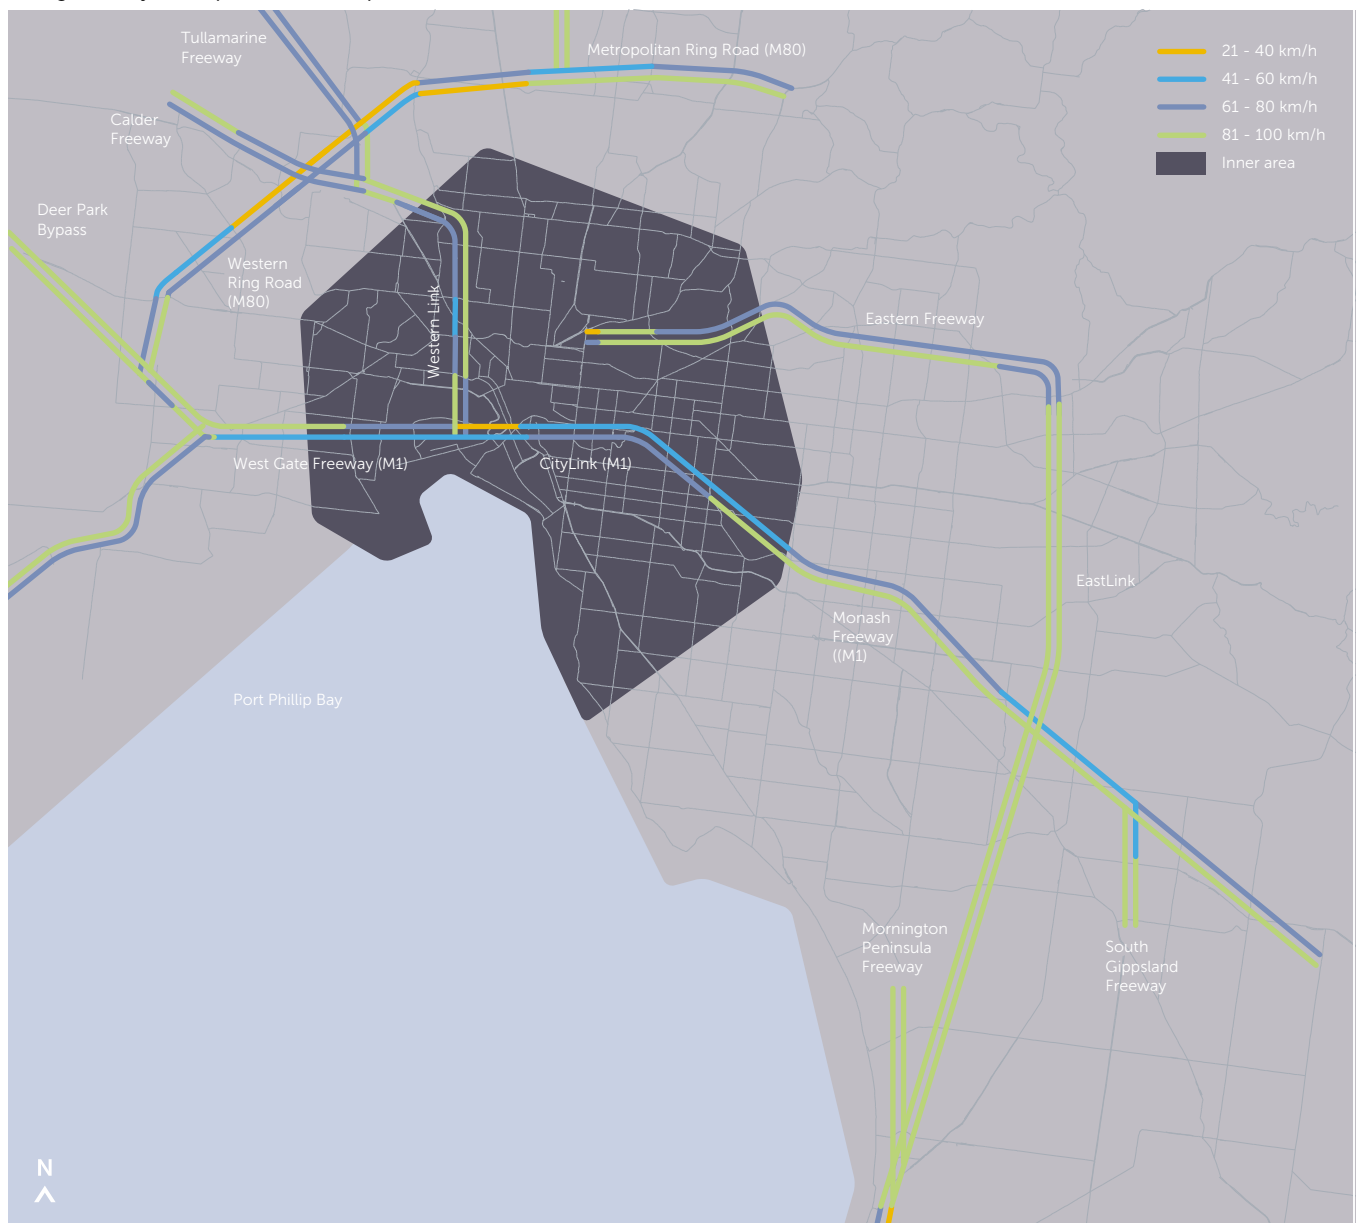 Tullamarine
Freeway
Metropolitan Ring Road (M80)
21 - 40 km/h
41 - 60 km/h
61 - 80 km/h
81 - 100 km/h
Inner area
Calder
Freeway
Deer Park
Bypass
Western
Ring Road
(M80)
Western Link
Eastern Freeway
West Gate Freeway (M1)
CityLink (M1)
EastLink
Monash
Freeway
((M1)
Port Phillip Bay
Mornington
Peninsula
Freeway
South
Gippsland
Freeway
N